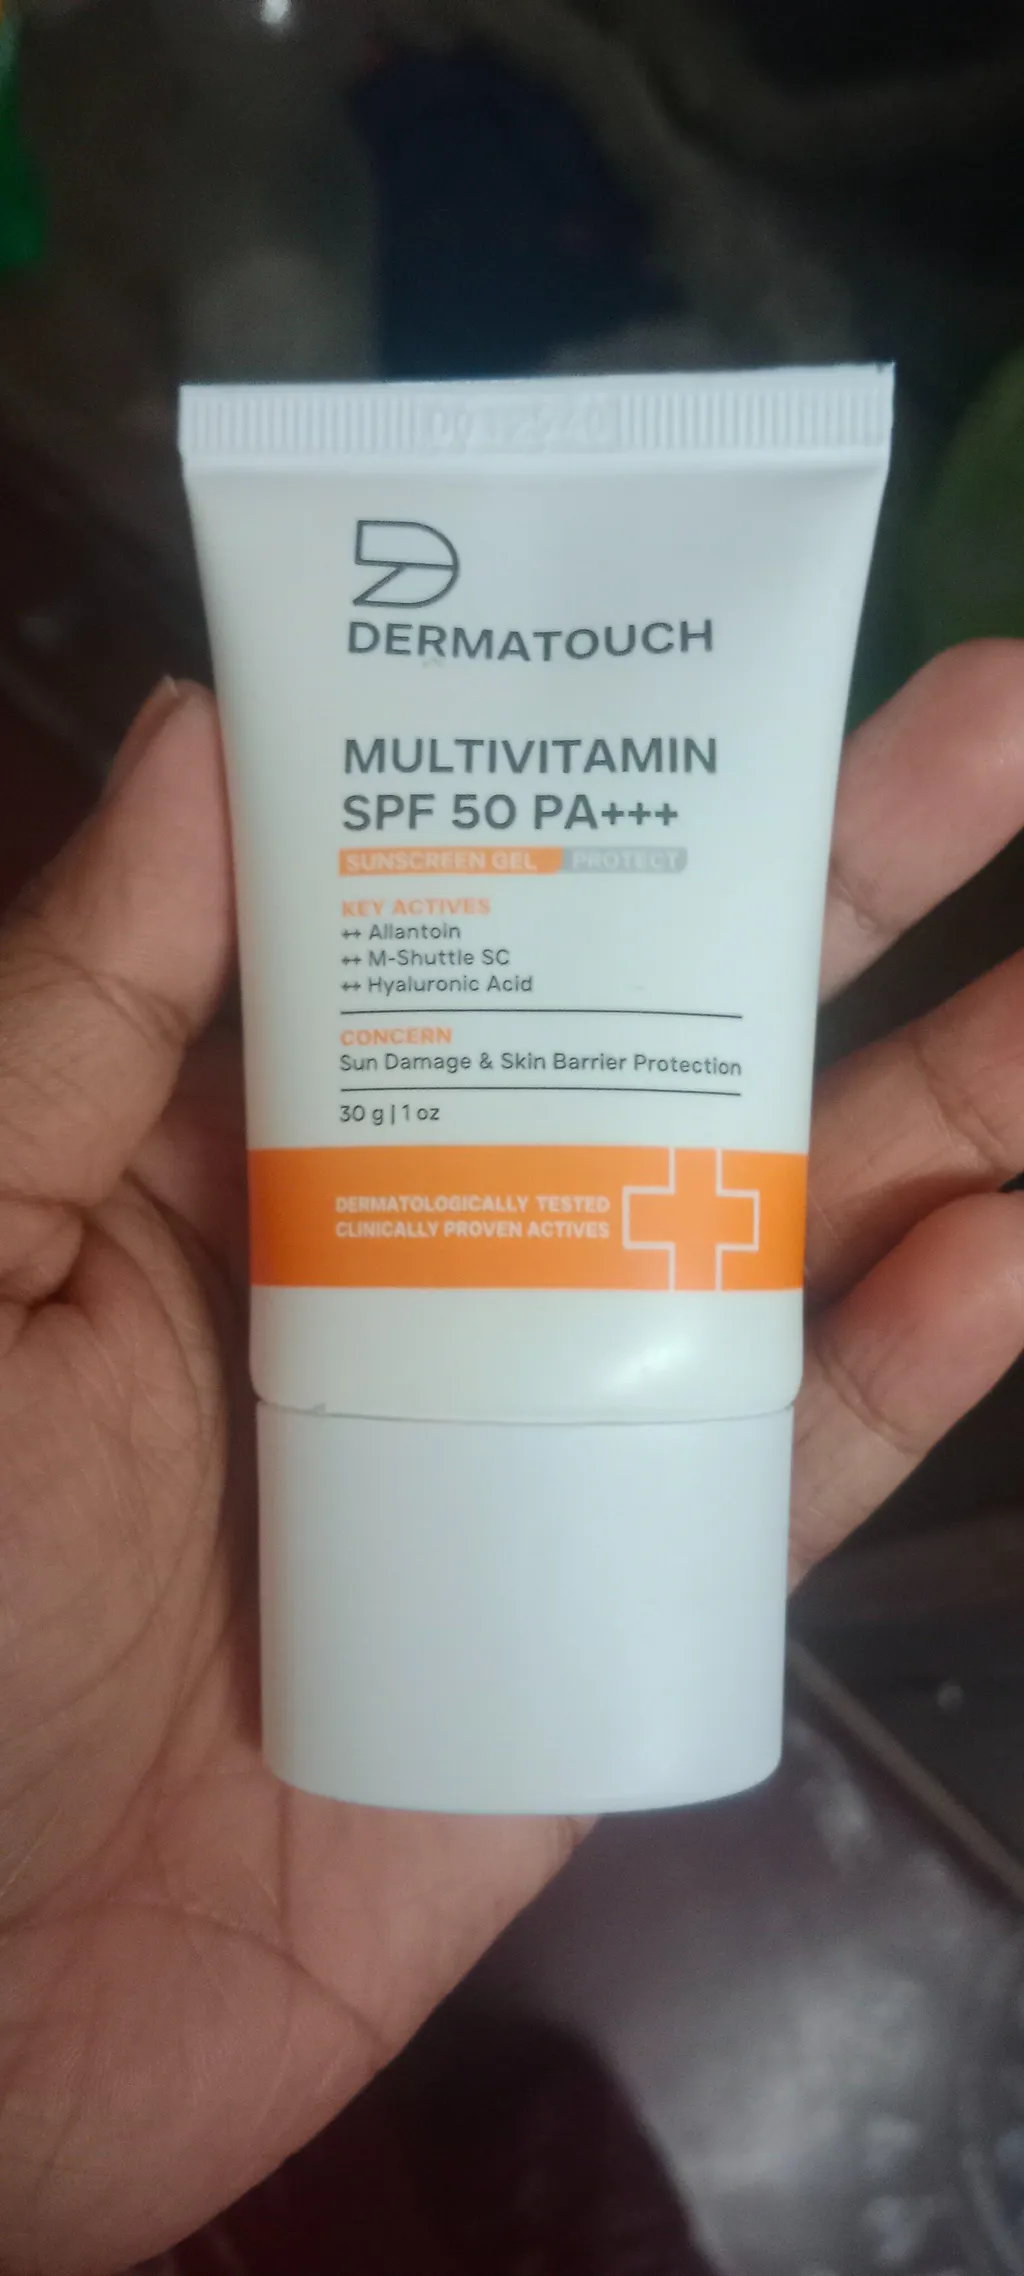 DERMATOUCH
MULTIVITAMIN
SPF 50 PA+++
SUNSCREEN GEL PROTECT
KEY ACTIVES
++ Allantoin
++ M-Shuttle SC
++ Hyaluronic Acid
CONCERN
Sun Damage & Skin Barrier Protection
30 g | 1 oz
DERMATOLOGICALLY TESTED
CLINICALLY PROVEN ACTIVES